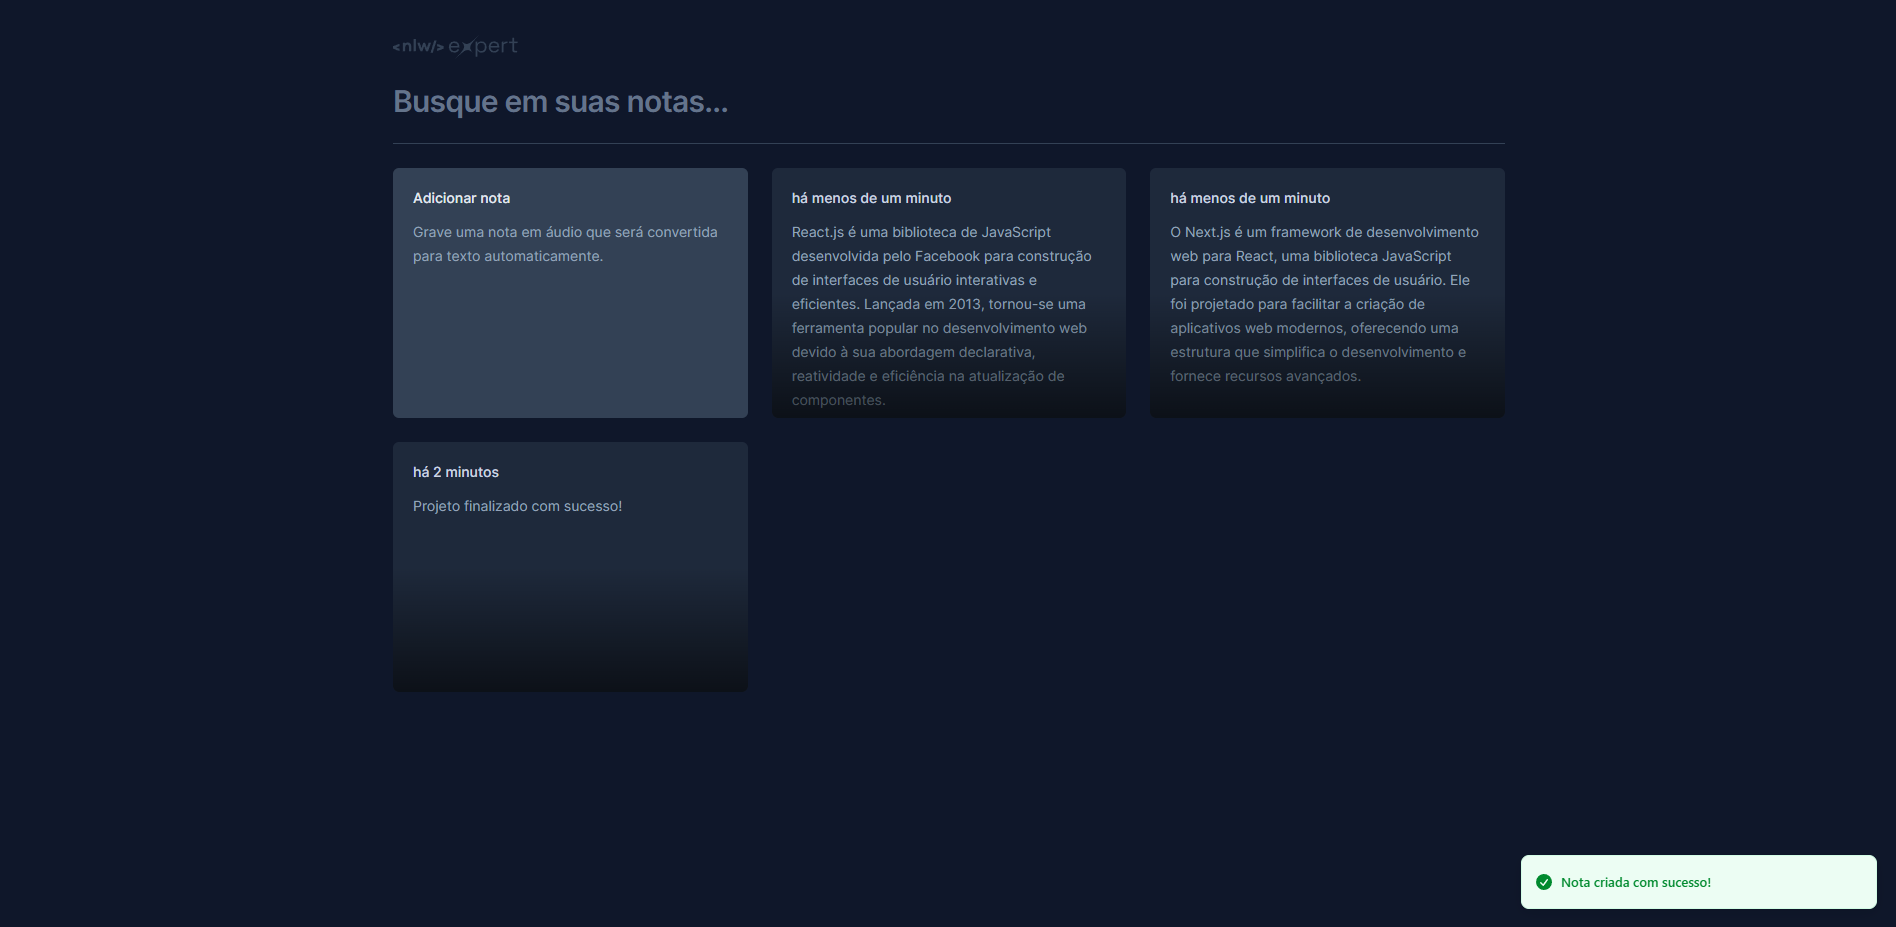 <nlw/> expert
Busque em suas notas...
Adicionar nota
Grave uma nota em áudio que será convertida
para texto automaticamente.
há menos de um minuto
React.js é uma biblioteca de JavaScript
desenvolvida pelo Facebook para construção
de interfaces de usuário interativas e
eficientes. Lançada em 2013, tornou-se uma
ferramenta popular no desenvolvimento web
devido à sua abordagem declarativa,
reatividade e eficiência na atualização de
componentes.
há menos de um minuto
O Next.js é um framework de desenvolvimento
web para React, uma biblioteca JavaScript
para construção de interfaces de usuário. Ele
foi projetado para facilitar a criação de
aplicativos web modernos, oferecendo uma
estrutura que simplifica o desenvolvimento e
fornece recursos avançados.
há 2 minutos
Projeto finalizado com sucesso!
Nota criada com sucesso!